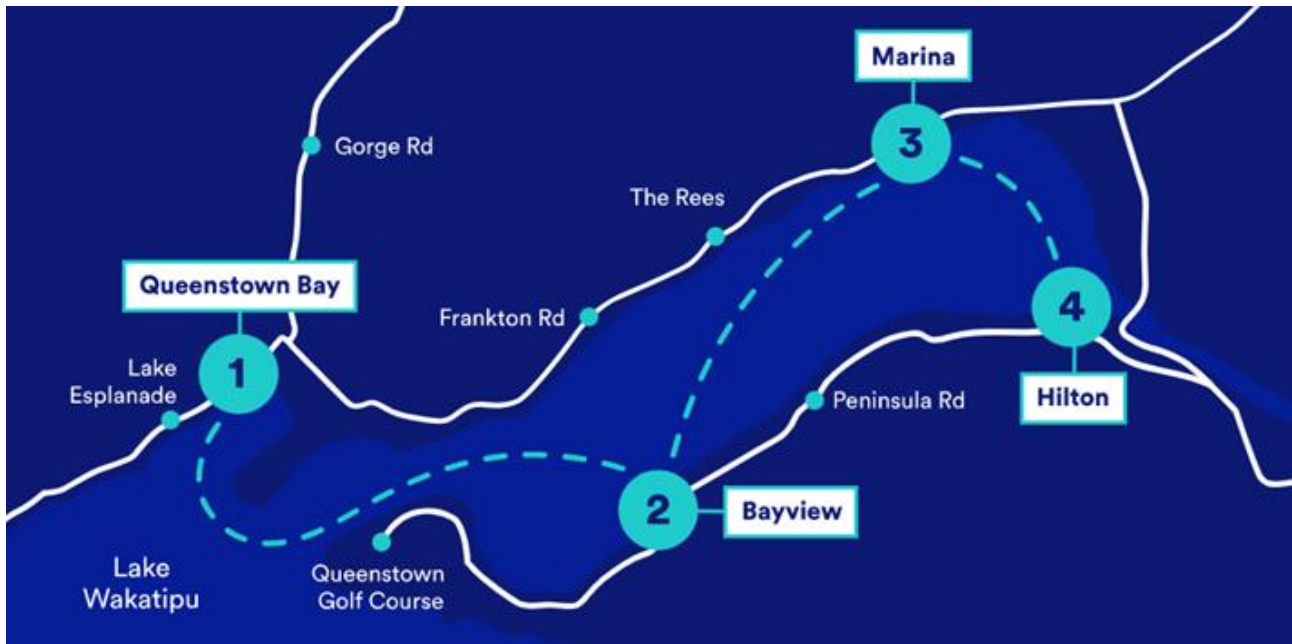 Marina
3
Gorge Rd
The Rees
Queenstown Bay
4
Frankton Rd
1
Lake
Esplanade
Peninsula Rd
Hilton
2
Bayview
Lake
Wakatipu
Queenstown
Golf Course